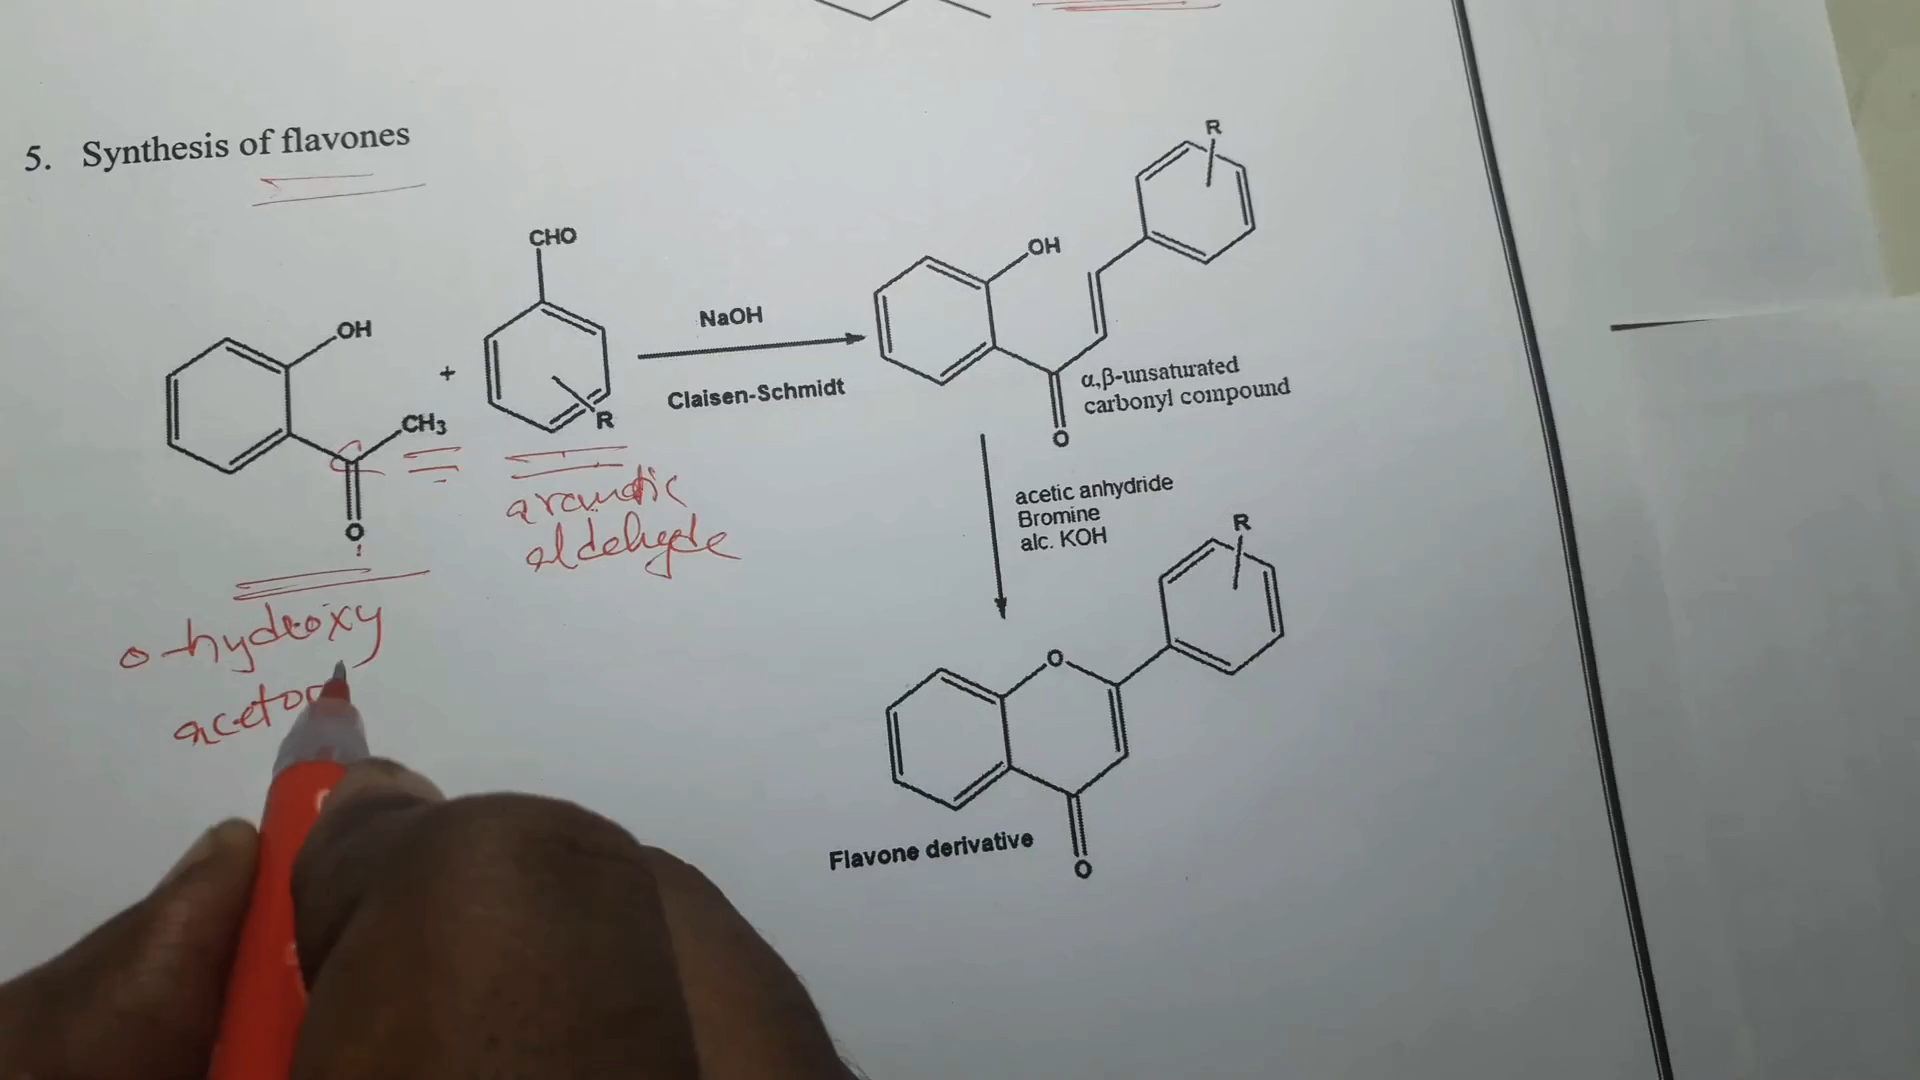 5. Synthesis of flavones
CHO
OH
+
CH3
O
R
NaOH
Claisen-Schmidt
R
OH
O
α,β-unsaturated
carbonyl compound
aromatic
aldehyde
o-hydroxy
aceto
acetic anhydride
Bromine
alc. KOH
R
O
O
Flavone derivative